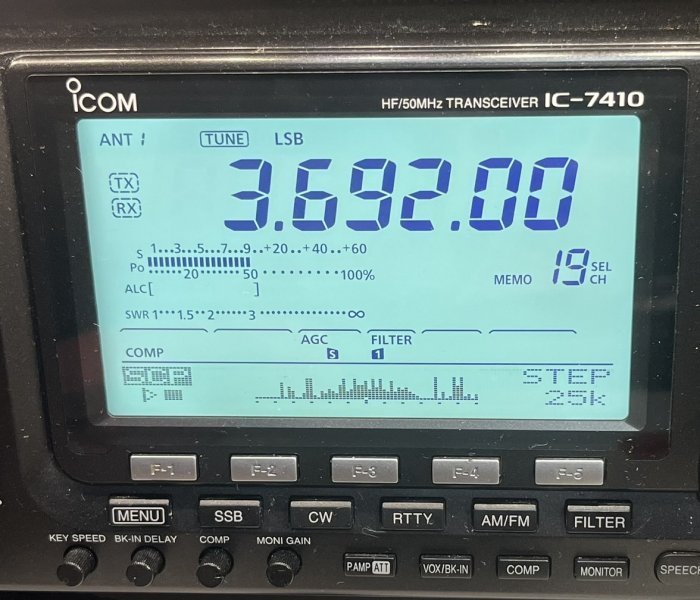 ICOM
HF/50MHz TRANSCEIVER IC-7410
ANT 1 TUNE LSB
TX
RX
3.692.00
S 1...3...5...7...9..+20..+40..+60
Po 20 50 100%
MEMO 19 SEL CH
ALC[ ]
SWR 1 1.5 2 3 ∞
AGC FILTER
COMP S 1
STEP
25k
F-1 F-2 F-3 F-4 F-5
MENU SSB CW RTTY AM/FM FILTER
KEY SPEED BK-IN DELAY COMP MONI GAIN
P.AMP ATT VOX/BK-IN COMP MONITOR